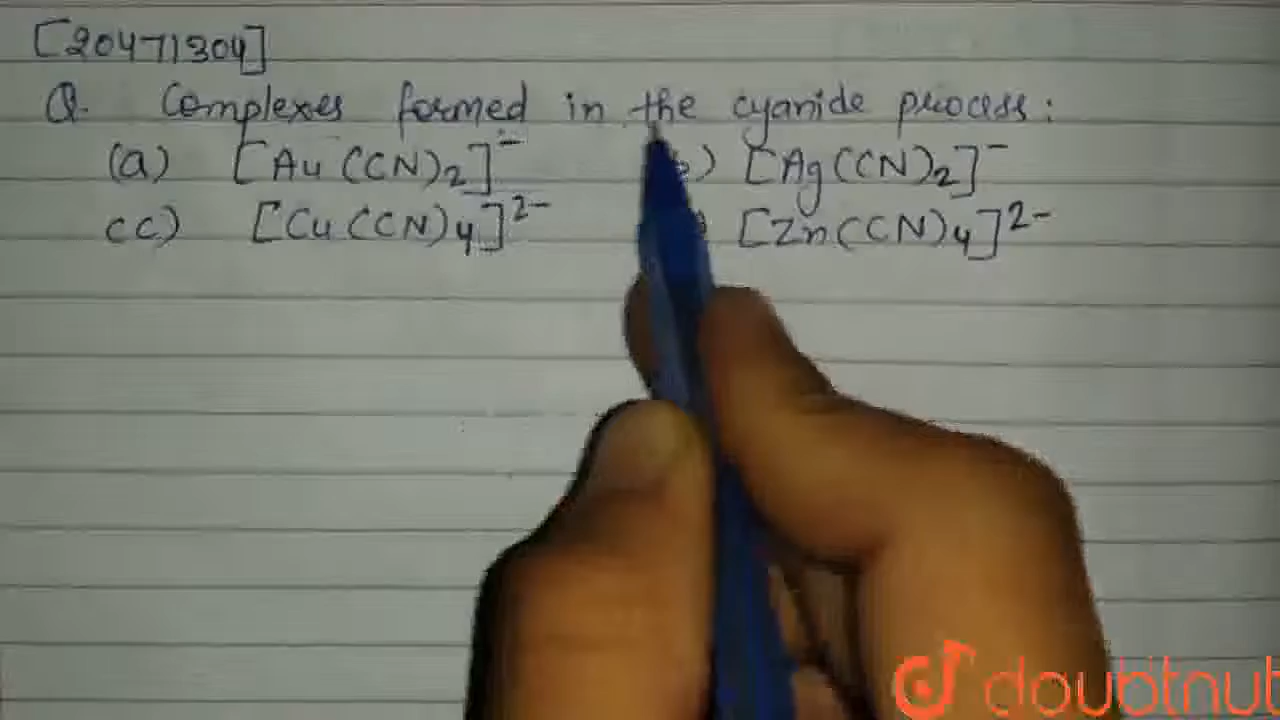 [20471304]
Q. Complexes formed in the cyanide process:
(a) [Au(CN)2]⁻ b) [Ag(CN)2]⁻
(c) [Cu(CN)4]²⁻ ) [Zn(CN)4]²⁻
doubtnut